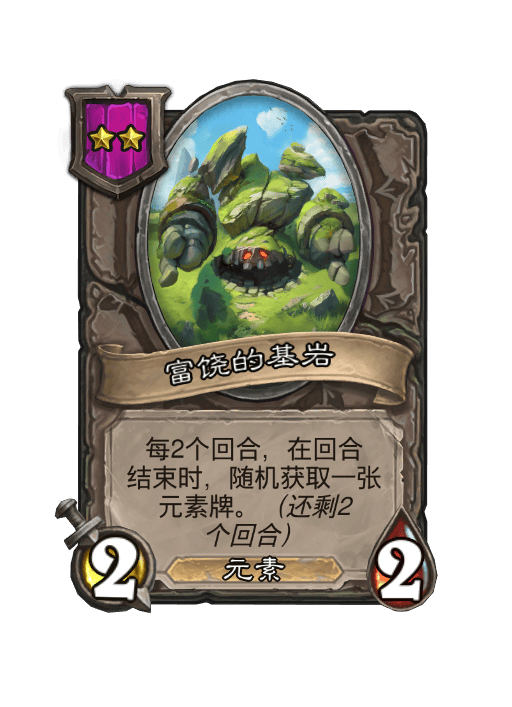 富饶的基岩
每2个回合，在回合
结束时，随机获取一张
元素牌。（还剩2
个回合）
2
元素
2